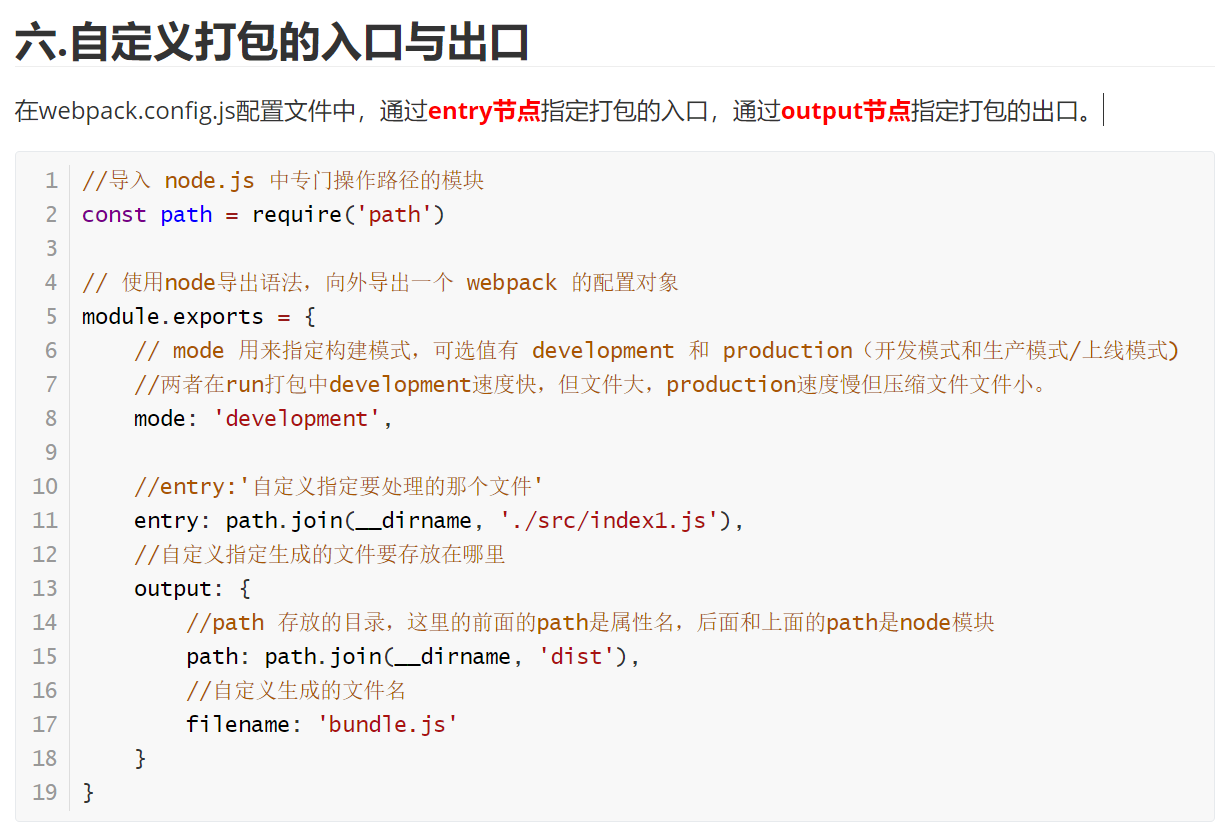 六.自定义打包的入口与出口
在webpack.config.js配置文件中，通过entry节点指定打包的入口，通过output节点指定打包的出口。
1 //导入 node.js 中专门操作路径的模块
2 const path = require('path')
3
4 // 使用node导出语法，向外导出一个 webpack 的配置对象
5 module.exports = {
6     // mode 用来指定构建模式，可选值有 development 和 production（开发模式和生产模式/上线模式)
7     //两者在run打包中development速度快，但文件大，production速度慢但压缩文件文件小。
8     mode: 'development',
9
10     //entry:'自定义指定要处理的那个文件'
11     entry: path.join(__dirname, './src/index1.js'),
12     //自定义指定生成的文件要存放在哪里
13     output: {
14         //path 存放的目录，这里的前面的path是属性名，后面和上面的path是node模块
15         path: path.join(__dirname, 'dist'),
16         //自定义生成的文件名
17         filename: 'bundle.js'
18     }
19 }